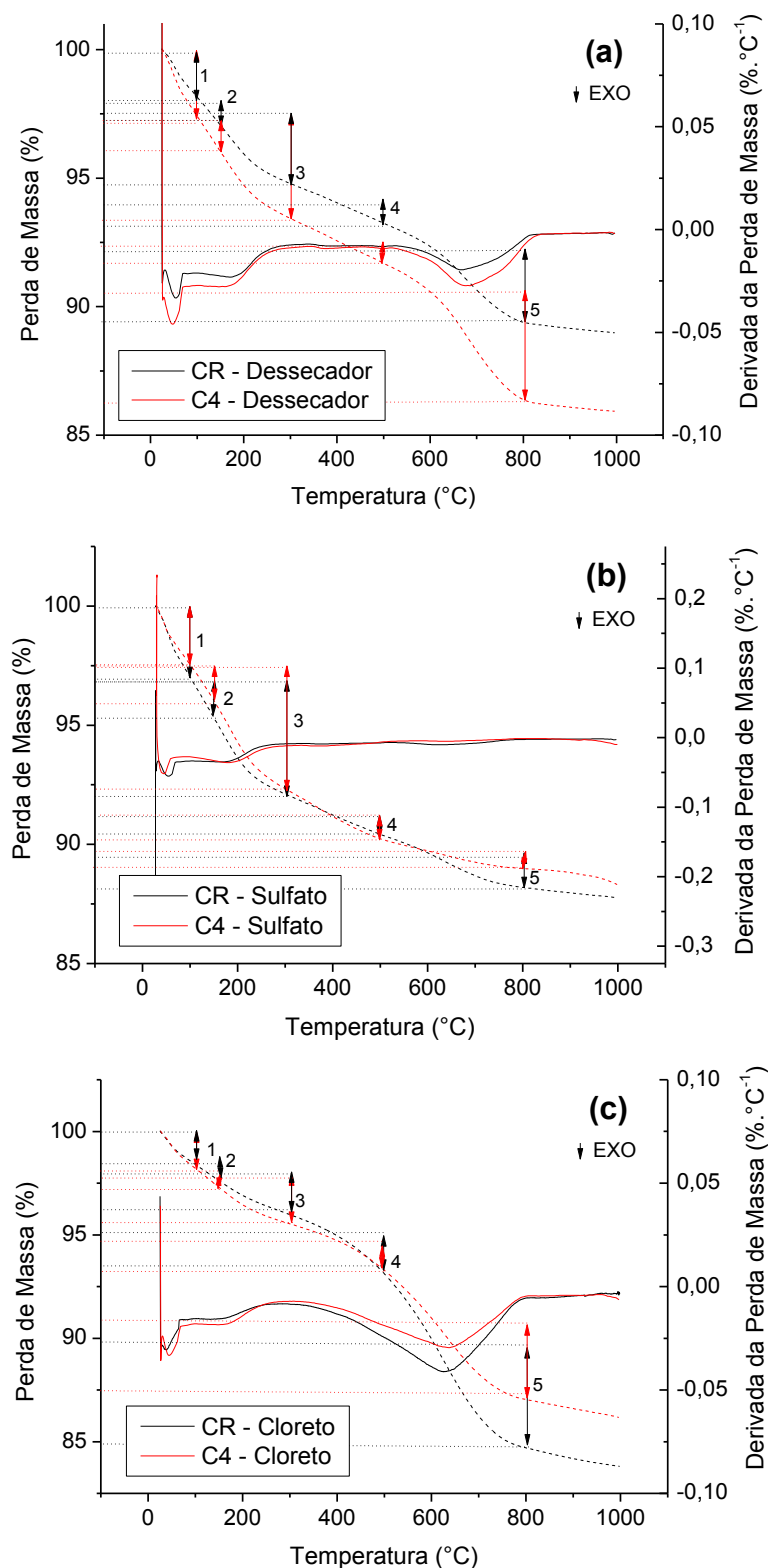 (a)
EXO
100
95
90
85
0,10
0,05
0,00
-0,05
-0,10
1
2
3
4
5
Perda de Massa (%)
Derivada da Perda de Massa (%.°C-1)
CR - Dessecador
C4 - Dessecador
0 200 400 600 800 1000
Temperatura (°C)
(b)
EXO
100
95
90
85
0,2
0,1
0,0
-0,1
-0,2
-0,3
1
2
3
4
5
Perda de Massa (%)
Derivada da Perda de Massa (%.°C-1)
CR - Sulfato
C4 - Sulfato
0 200 400 600 800 1000
Temperatura (°C)
(c)
EXO
100
95
90
85
0,10
0,05
0,00
-0,05
-0,10
1
2
3
4
5
Perda de Massa (%)
Derivada da Perda de Massa (%.°C-1)
CR - Cloreto
C4 - Cloreto
0 200 400 600 800 1000
Temperatura (°C)